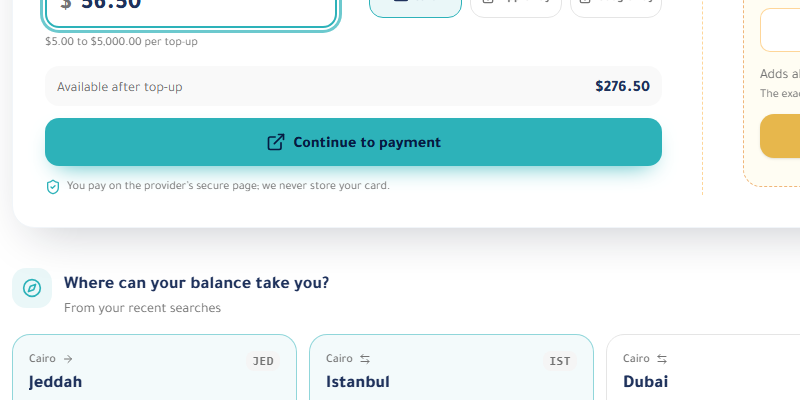 $ 56.50
$5.00 to $5,000.00 per top-up
Available after top-up
$276.50
Continue to payment
You pay on the provider's secure page; we never store your card.
The exa
Where can your balance take you?
From your recent searches
Cairo
JED
Jeddah
Cairo
IST
Istanbul
Cairo
Dubai